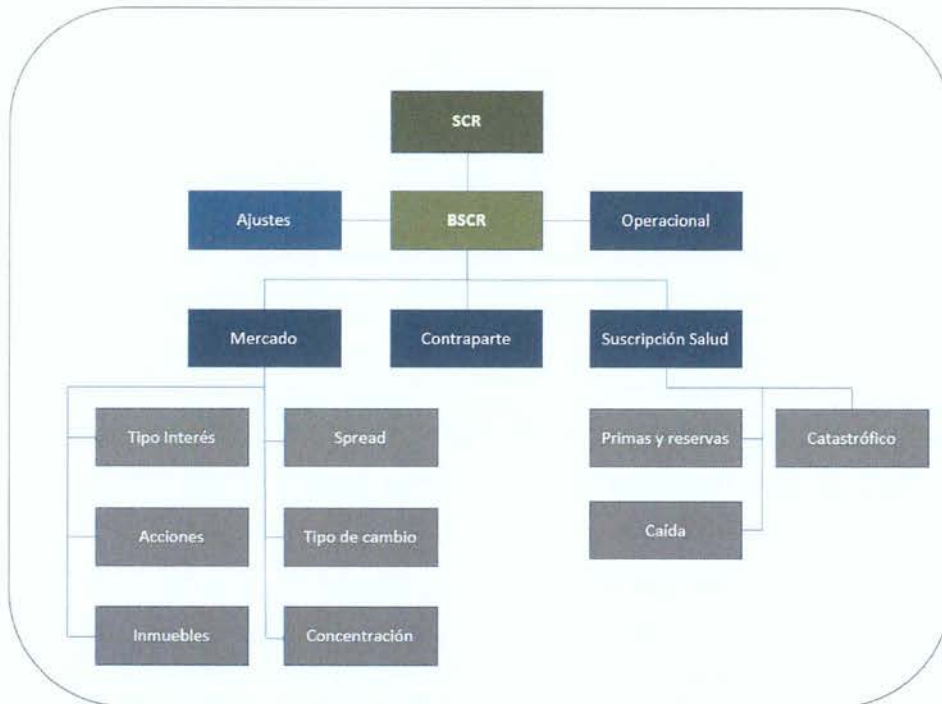 SCR
Ajustes
BSCR
Operacional
Mercado
Contraparte
Suscripción Salud
Tipo Interés
Spread
Primas y reservas
Catastrófico
Acciones
Tipo de cambio
Caída
Inmuebles
Concentración